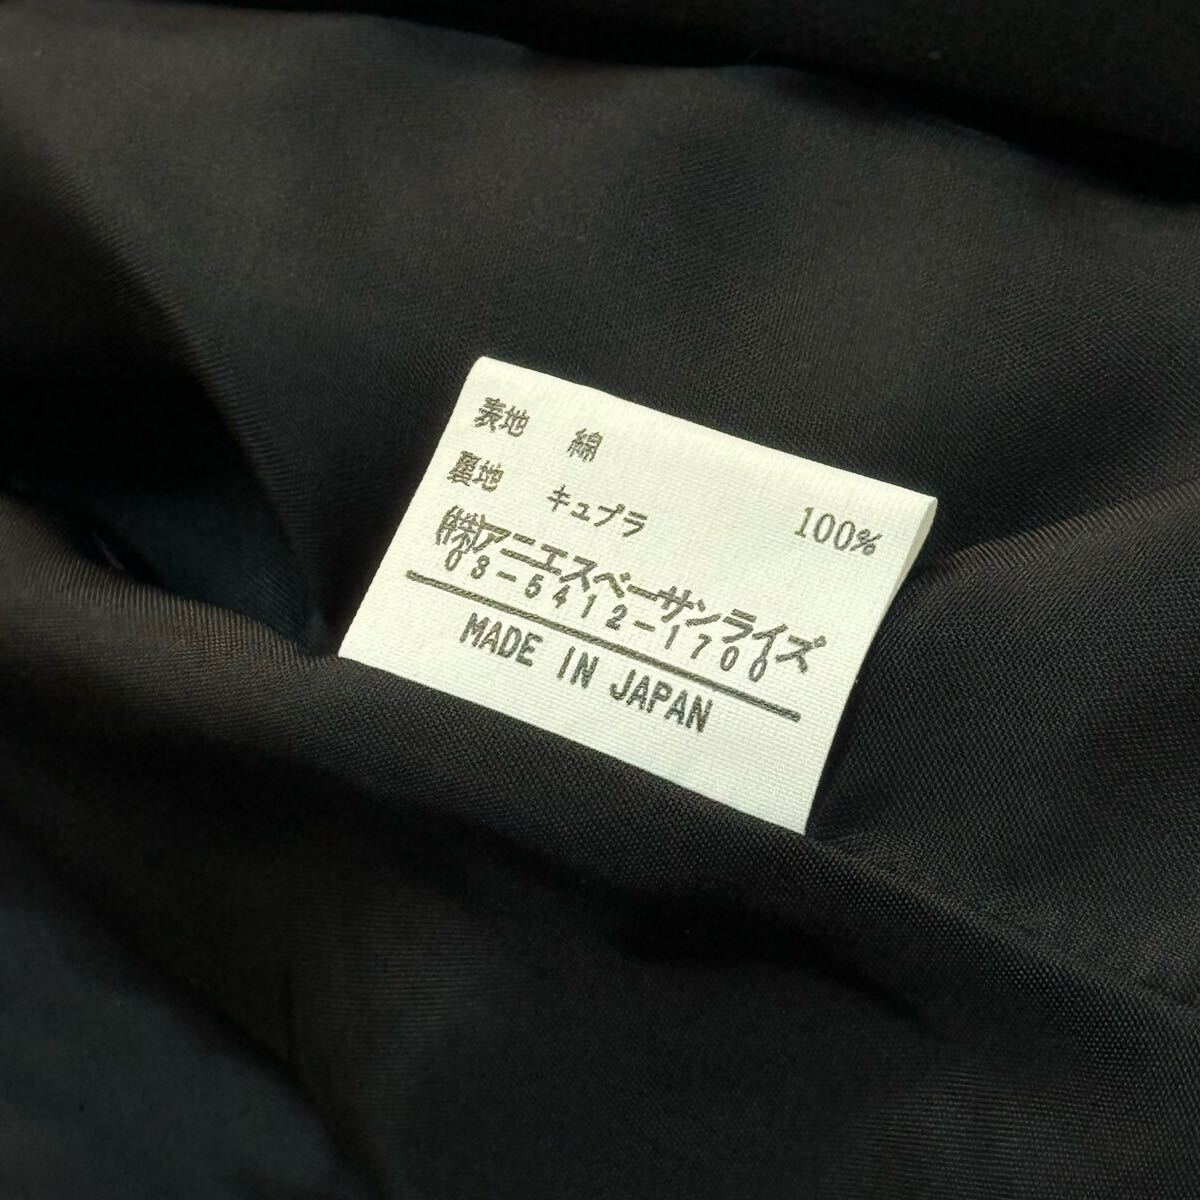 表地 綿 100%
裏地 キュプラ
㈱アニエスベーサンライズ
03-5412-1700
MADE IN JAPAN